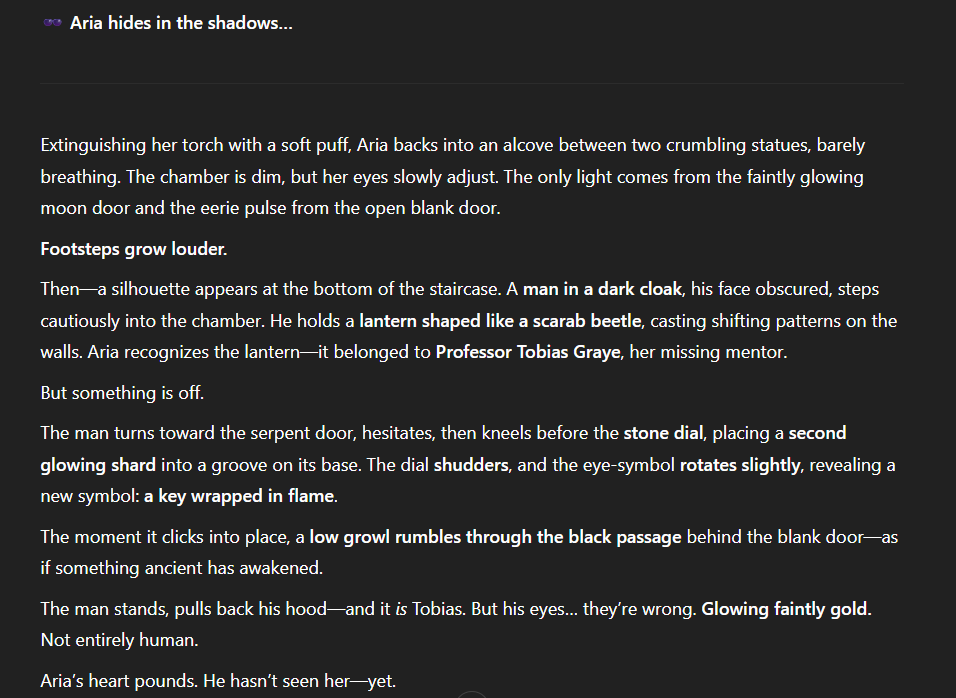 🕶️ Aria hides in the shadows...
Extinguishing her torch with a soft puff, Aria backs into an alcove between two crumbling statues, barely
breathing. The chamber is dim, but her eyes slowly adjust. The only light comes from the faintly glowing
moon door and the eerie pulse from the open blank door.
Footsteps grow louder.
Then—a silhouette appears at the bottom of the staircase. A man in a dark cloak, his face obscured, steps
cautiously into the chamber. He holds a lantern shaped like a scarab beetle, casting shifting patterns on the
walls. Aria recognizes the lantern—it belonged to Professor Tobias Graye, her missing mentor.
But something is off.
The man turns toward the serpent door, hesitates, then kneels before the stone dial, placing a second
glowing shard into a groove on its base. The dial shudders, and the eye-symbol rotates slightly, revealing a
new symbol: a key wrapped in flame.
The moment it clicks into place, a low growl rumbles through the black passage behind the blank door—as
if something ancient has awakened.
The man stands, pulls back his hood—and it is Tobias. But his eyes... they're wrong. Glowing faintly gold.
Not entirely human.
Aria's heart pounds. He hasn't seen her—yet.